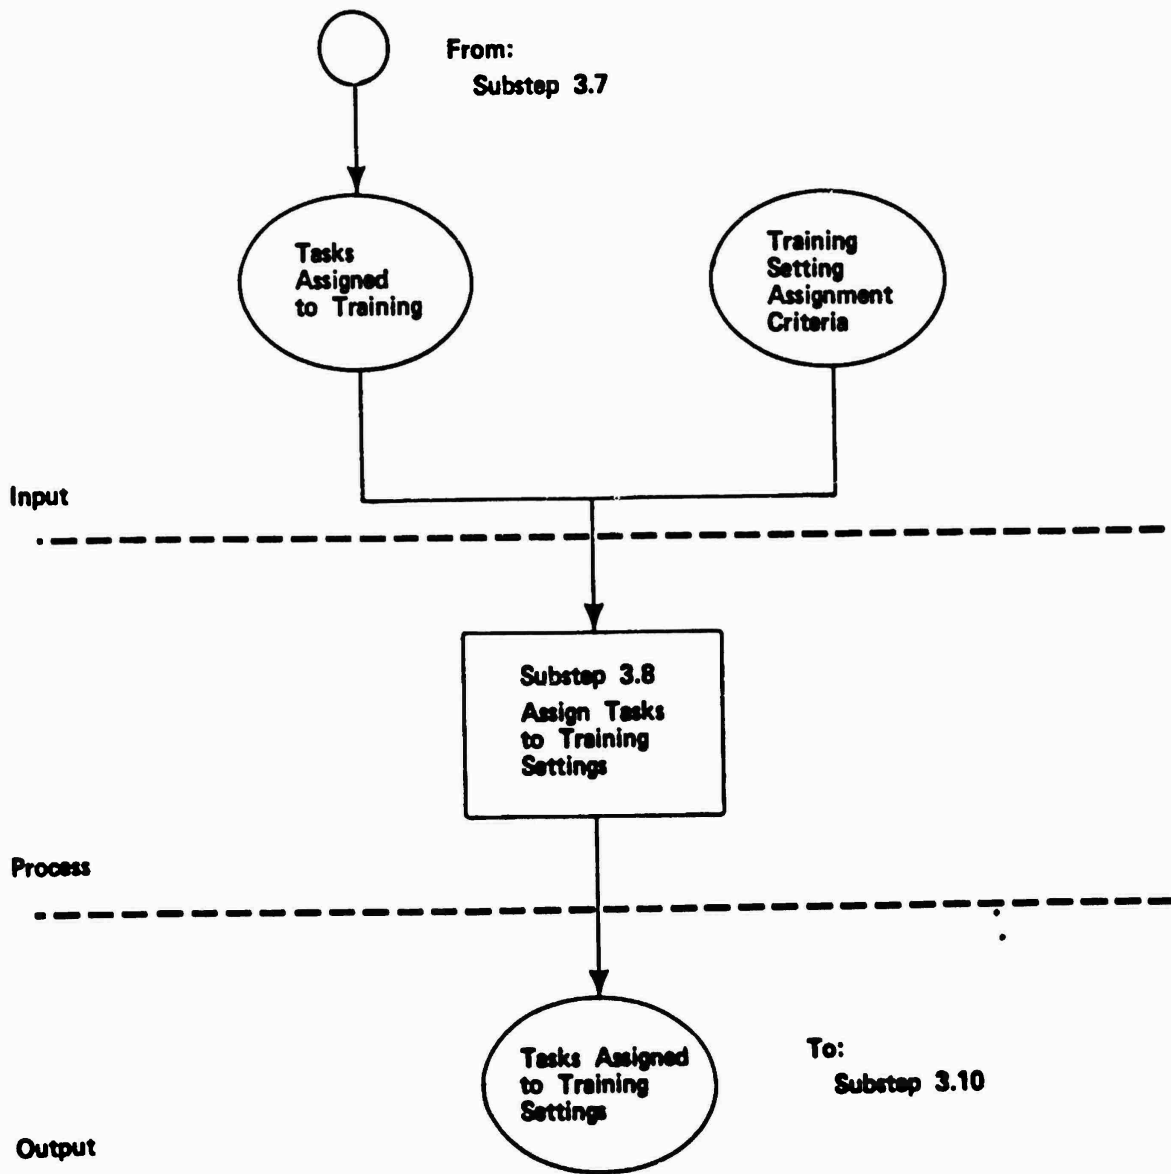 From:
Substep 3.7
Tasks
Assigned
to Training
Training
Setting
Assignment
Criteria
Input
Substep 3.8
Assign Tasks
to Training
Settings
Process
Tasks Assigned
to Training
Settings
To:
Substep 3.10
Output